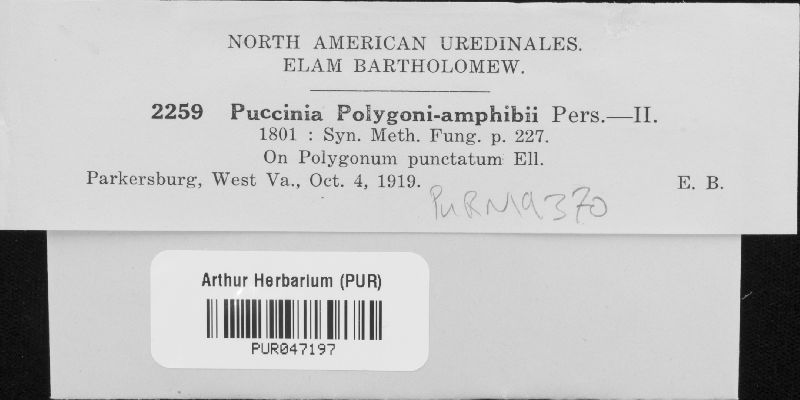 NORTH AMERICAN UREDINALES.
ELAM BARTHOLOMEW.
2259 Puccinia Polygoni-amphibii Pers.—II.
1801 : Syn. Meth. Fung. p. 227.
On Polygonum punctatum Ell.
Parkersburg, West Va., Oct. 4, 1919. E. B.
PURN9370
Arthur Herbarium (PUR)
PUR047197